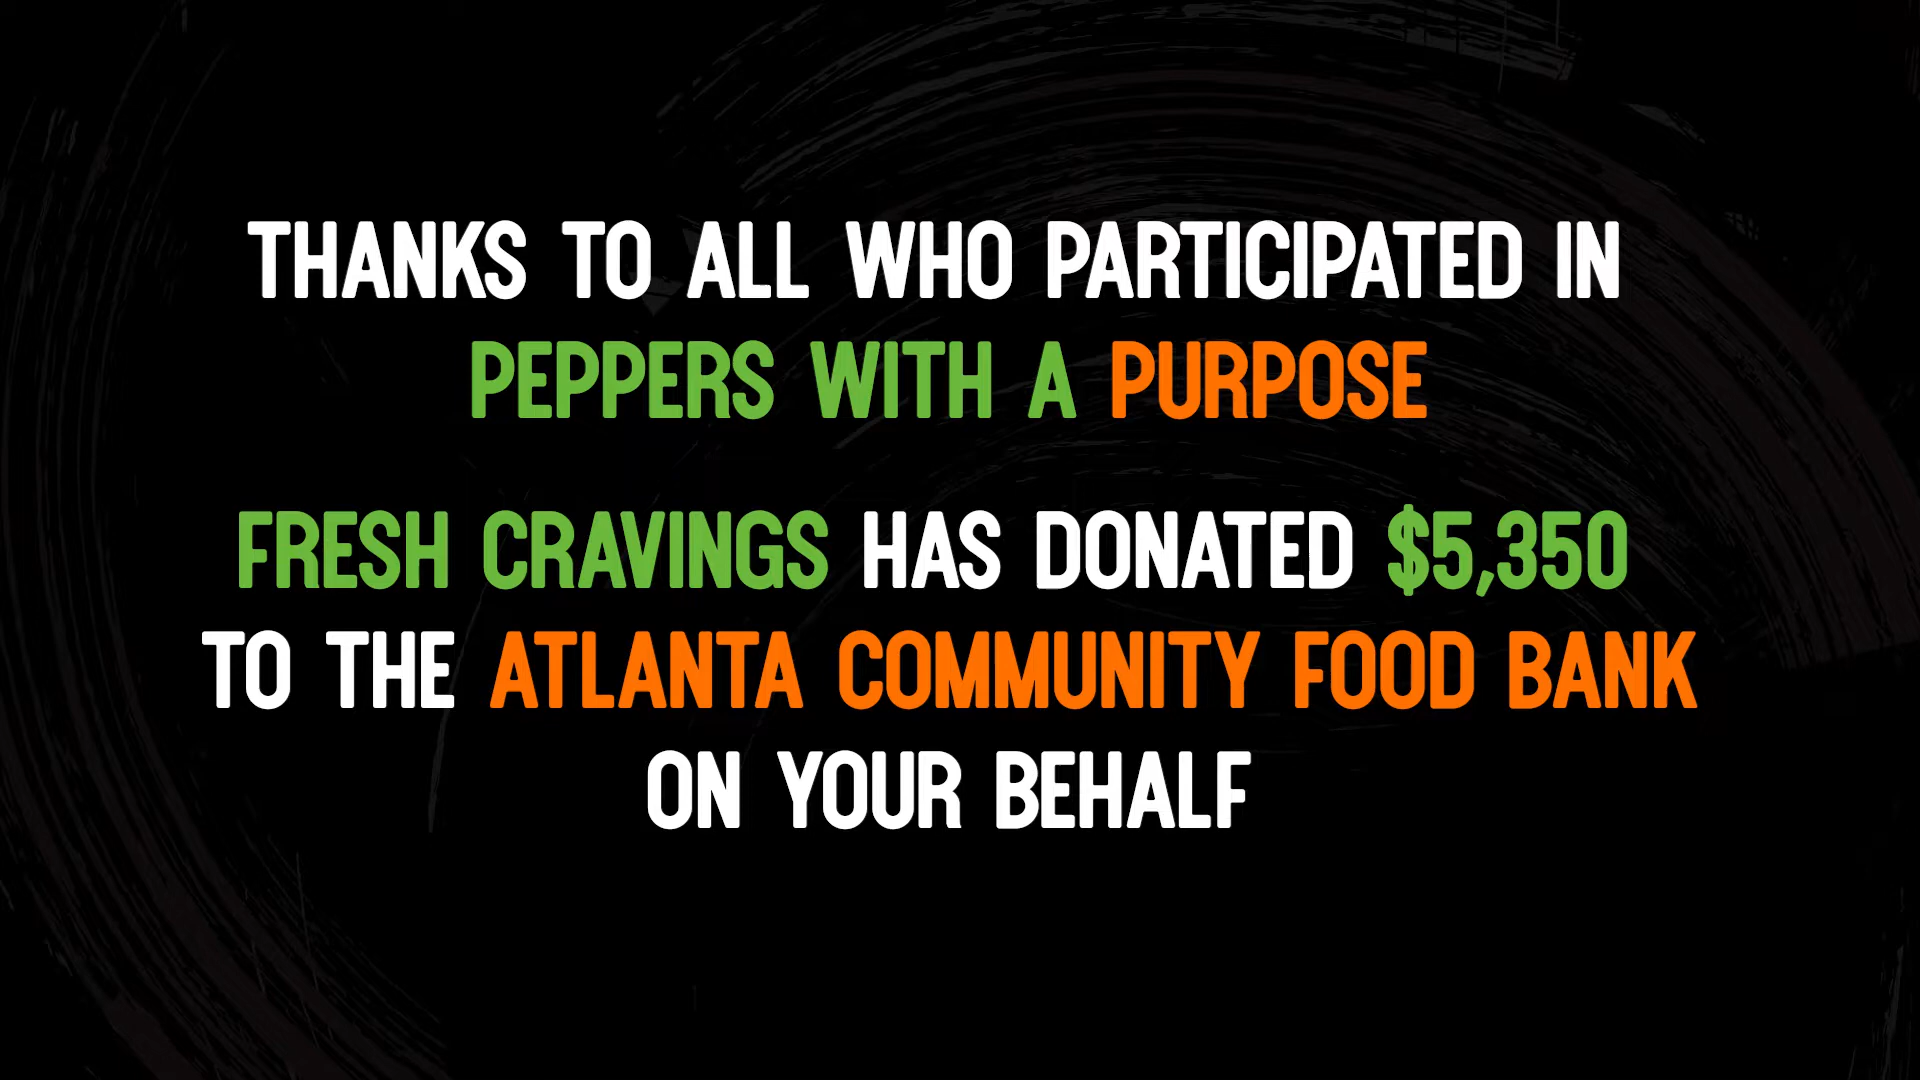 THANKS TO ALL WHO PARTICIPATED IN
PEPPERS WITH A PURPOSE
FRESH CRAVINGS HAS DONATED $5,350
TO THE ATLANTA COMMUNITY FOOD BANK
ON YOUR BEHALF